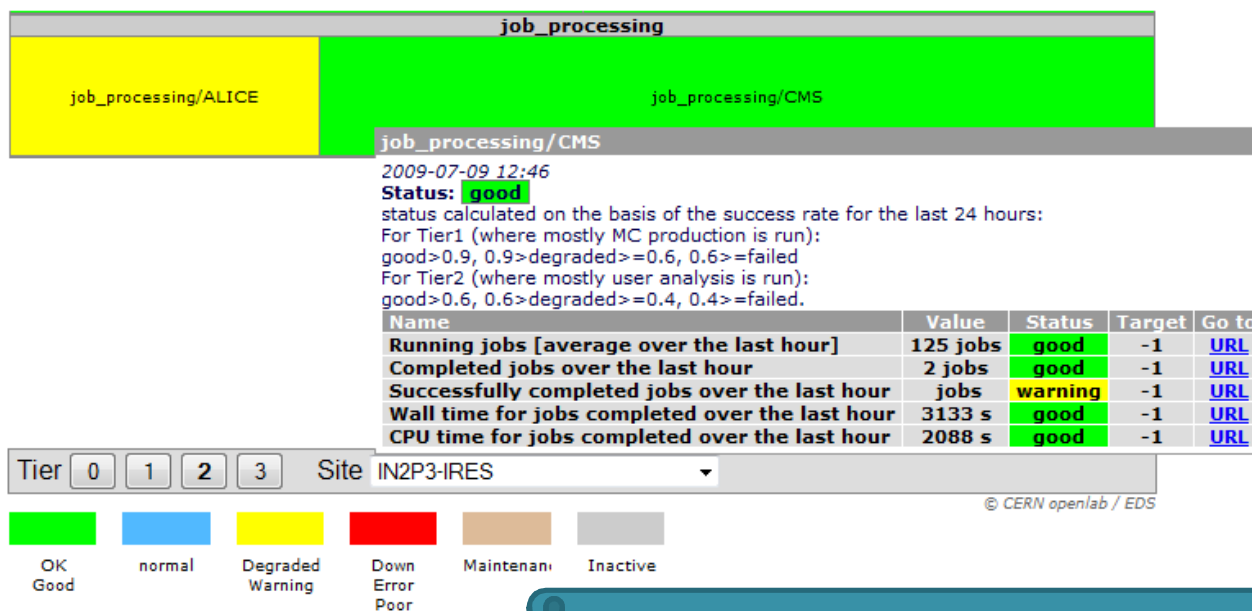 job_processing
job_processing/ALICE
job_processing/CMS
job_processing/CMS
2009-07-09 12:46
Status: good
status calculated on the basis of the success rate for the last 24 hours:
For Tier1 (where mostly MC production is run):
good>0.9, 0.9>degraded>=0.6, 0.6>=failed
For Tier2 (where mostly user analysis is run):
good>0.6, 0.6>degraded>=0.4, 0.4>=failed.
Name Value Status Target Go to
Running jobs [average over the last hour] 125 jobs good -1 URL
Completed jobs over the last hour 2 jobs good -1 URL
Successfully completed jobs over the last hour jobs warning -1 URL
Wall time for jobs completed over the last hour 3133 s good -1 URL
CPU time for jobs completed over the last hour 2088 s good -1 URL
Tier 0 1 2 3 Site IN2P3-IRES
© CERN openlab / EDS
OK normal Degraded Down Maintenan Inactive
Good Warning Error
Poor